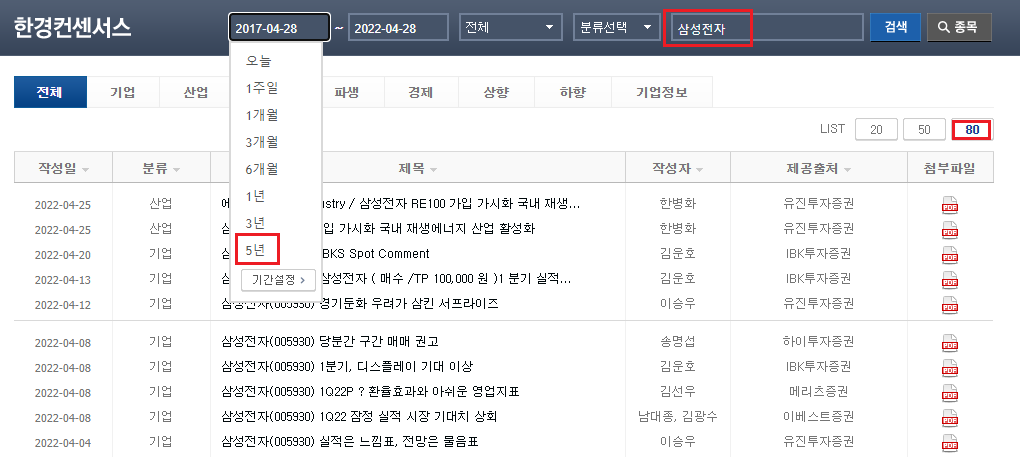 한경컨센서스 2017-04-28 ~ 2022-04-28 전체 분류선택 삼성전자 검색 종목
오늘
1주일
1개월
3개월
6개월
1년
3년
5년
기간설정
전체 기업 산업 파생 경제 상향 하향 기업정보
LIST 20 50 80
작성일 분류 제목 작성자 제공출처 첨부파일
2022-04-25 산업 ustry / 삼성전자 RE100 가입 가시화 국내 재생... 한병화 유진투자증권 PDF
2022-04-25 산업 가입 가시화 국내 재생에너지 산업 활성화 한병화 유진투자증권 PDF
2022-04-20 기업 BKS Spot Comment 김운호 IBK투자증권 PDF
2022-04-13 기업 삼성전자 ( 매수 /TP 100,000 원 )1 분기 실적... 김운호 IBK투자증권 PDF
2022-04-12 기업 삼성전자(005930) 경기둔화 우려가 삼킨 서프라이즈 이승우 유진투자증권 PDF
2022-04-08 기업 삼성전자(005930) 당분간 구간 매매 권고 송명섭 하이투자증권 PDF
2022-04-08 기업 삼성전자(005930) 1분기, 디스플레이 기대 이상 김운호 IBK투자증권 PDF
2022-04-08 기업 삼성전자(005930) 1Q22P ? 환율효과와 아쉬운 영업지표 김선우 메리츠증권 PDF
2022-04-08 기업 삼성전자(005930) 1Q22 잠정 실적 시장 기대치 상회 남대종, 김광수 이베스트증권 PDF
2022-04-04 기업 삼성전자(005930) 실적은 느낌표, 전망은 물음표 이승우 유진투자증권 PDF